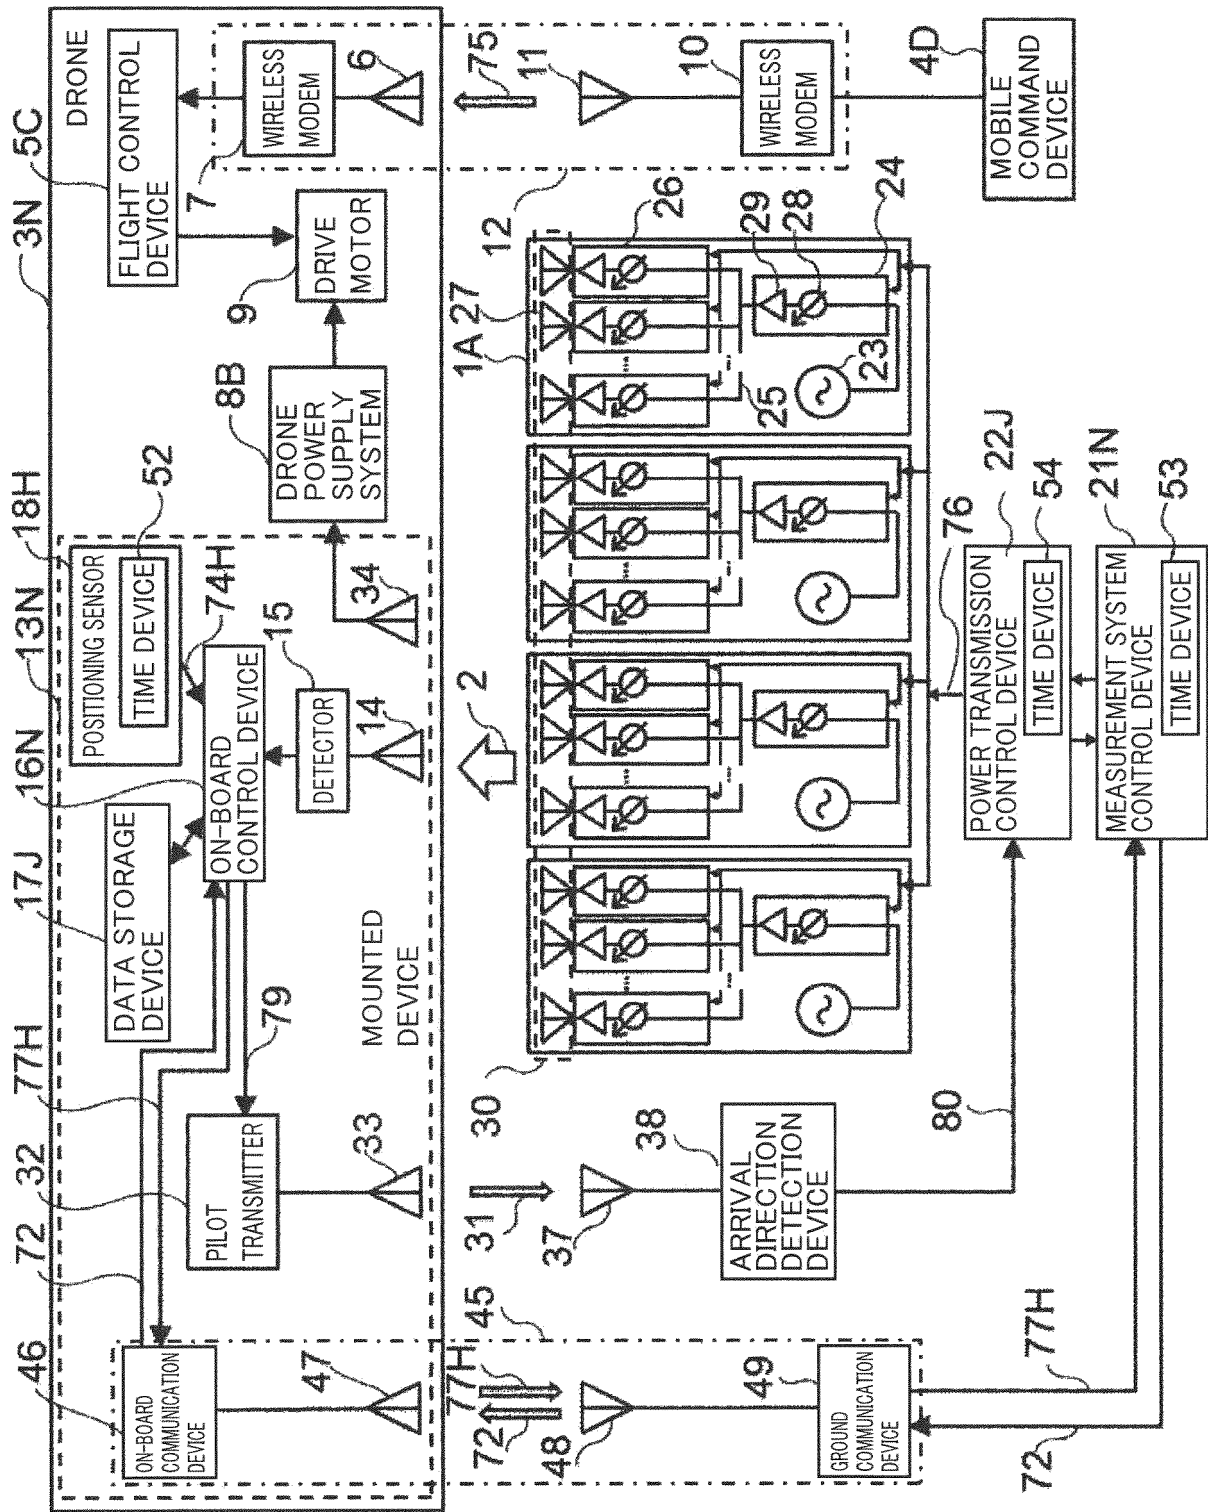 46
72
32
77H
17J
16N
13N
18H
3N
5C
DRONE
POSITIONING SENSOR
TIME DEVICE
52
74H
DATA STORAGE
DEVICE
FLIGHT CONTROL
DEVICE
ON-BOARD
COMMUNICATION
DEVICE
PILOT
TRANSMITTER
79
ON-BOARD
CONTROL DEVICE
8B
9
7
WIRELESS
MODEM
DRONE
POWER
SUPPLY
SYSTEM
DRIVE
MOTOR
15
DETECTOR
34
14
6
47
33
MOUNTED
DEVICE
77H
72
31
2
75
48
37
30
12
11
45
38
1A
27
26
49
ARRIVAL
DIRECTION
DETECTION
DEVICE
10
WIRELESS
MODEM
29
28
25
23
24
GROUND
COMMUNICATION
DEVICE
80
76
4D
MOBILE
COMMAND
DEVICE
POWER TRANSMISSION
CONTROL DEVICE
TIME DEVICE
22J
54
77H
72
MEASUREMENT SYSTEM
CONTROL DEVICE
TIME DEVICE
21N
53